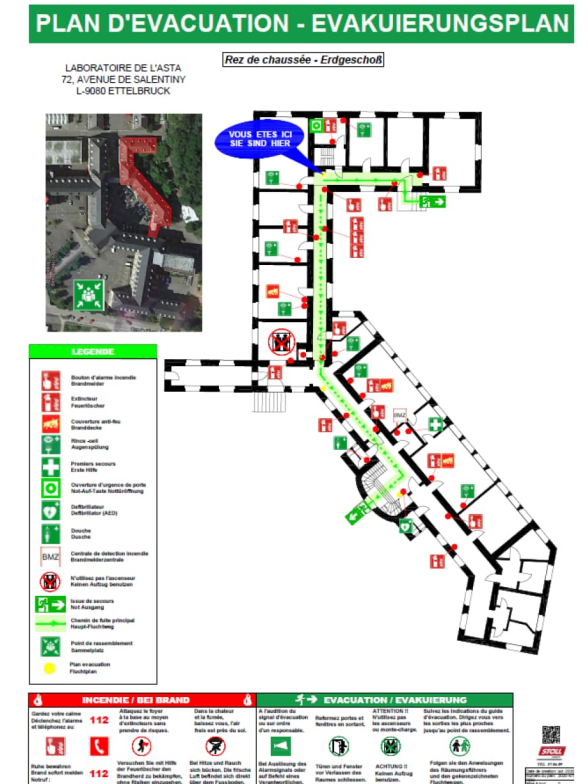 PLAN D'EVACUATION - EVAKUIERUNGSPLAN
Rez de chaussée - Erdgeschoß
LABORATOIRE DE L'ASTA
72, AVENUE DE SALENTINY
L-9080 ETTELBRUCK
VOUS ETES ICI
SIE SIND HIER
BMZ
LEGENDE
Bouton d'alarme incendie
Brandmelder
Extincteur
Feuerlöscher
Couverture anti-feu
Branddecke
Rince -oeil
Augenspülung
Premiers secours
Erste Hilfe
Ouverture d'urgence de porte
Not-Auf-Taste Nottüröffnung
Defibrillateur
Defibrillator (AED)
Douche
Dusche
BMZ
Centrale de detection incendie
Brandmelderzentrale
N'utilisez pas l'ascenseur
Keinen Aufzug benutzen
Issue de secours
Not Ausgang
Chemin de fuite principal
Haupt-Fluchtweg
Point de rassemblement
Sammelplatz
Plan evacuation
Fluchtplan
INCENDIE / BEI BRAND
Gardez votre calme
Déclenchez l'alarme
et téléphonez au:
112
Attaquez le foyer
à la base au moyen
d'extincteurs sans
prendre de risques.
Dans la chaleur
et la fumée,
baissez vous, l'air
frais est près du sol.
Ruhe bewahren
Brand sofort melden
Notruf :
112
Versuchen Sie mit Hilfe
der Feuerlöscher den
Brandherd zu bekämpfen,
ohne Risiken einzugehen.
Bei Hitze und Rauch
sich bücken. Die frische
Luft befindet sich direkt
über dem Fussboden.
EVACUATION / EVAKUIERUNG
A l'audition du
signal d'évacuation
ou sur ordre
d'un responsable.
Refermez portes et
fenêtres en sortant.
ATTENTION !!
N'utilisez pas
les ascenseurs
ou monte-charge.
Suivez les indications du guide
d'évacuation. Dirigez vous vers
les sorties les plus proches
jusqu'au point de rassemblement.
Bei Auslösung des
Alarmsignals oder
auf Befehl eines
Verantwortlichen.
Türen und Fenster
vor Verlassen des
Raumes schliessen.
ACHTUNG !!
Keinen Aufzug
benutzen.
Folgen sie den Anweisungen
des Räumungsführers
und den gekennzeichneten
STOLL